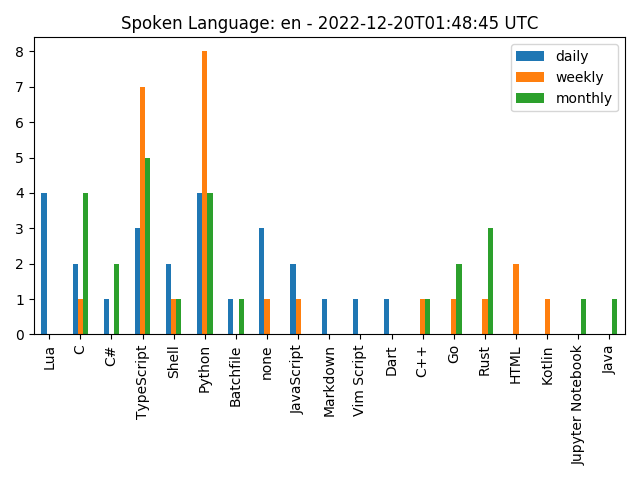 Spoken Language: en - 2022-12-20T01:48:45 UTC
daily
weekly
monthly
8
7
6
5
4
3
2
1
0
Lua
C
C#
TypeScript
Shell
Python
Batchfile
none
JavaScript
Markdown
Vim Script
Dart
C++
Go
Rust
HTML
Kotlin
Jupyter Notebook
Java